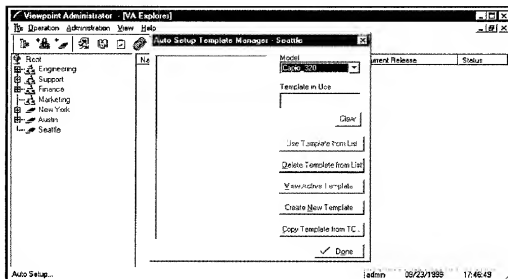 Viewpoint Administrator - [VA Explorer]
Operation Administration View Help
Auto Setup Template Manager - Seattle
Root
Engineering
Support
Finance
Marketing
New York
Austin
Seattle
Na
Model
Capio_320
Template in Use
Clear
Use Template from List
Delete Template from List
View Active Template
Create New Template
Copy Template from TC...
Done
urrent Release
Status
Auto Setup...
admin
09/23/1999
17:46:49